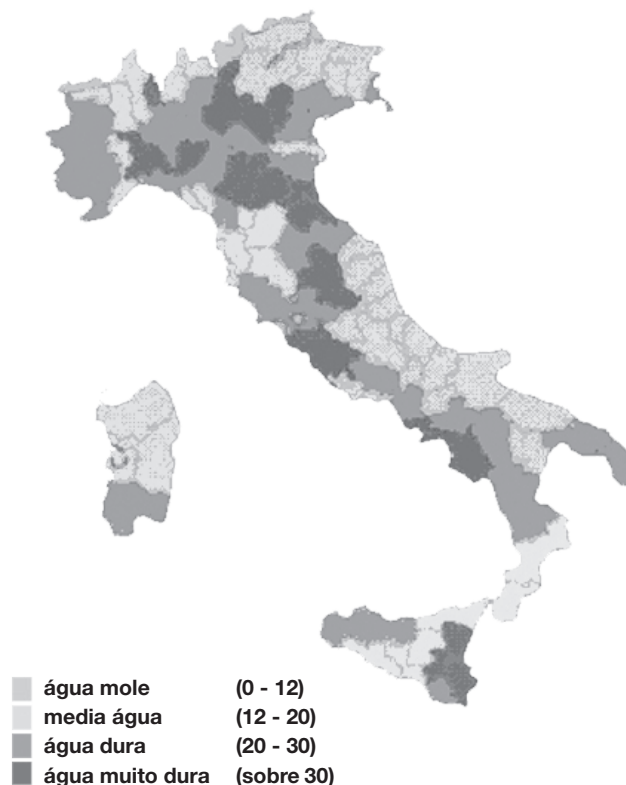 água mole (0 - 12)
media água (12 - 20)
água dura (20 - 30)
água muito dura (sobre 30)